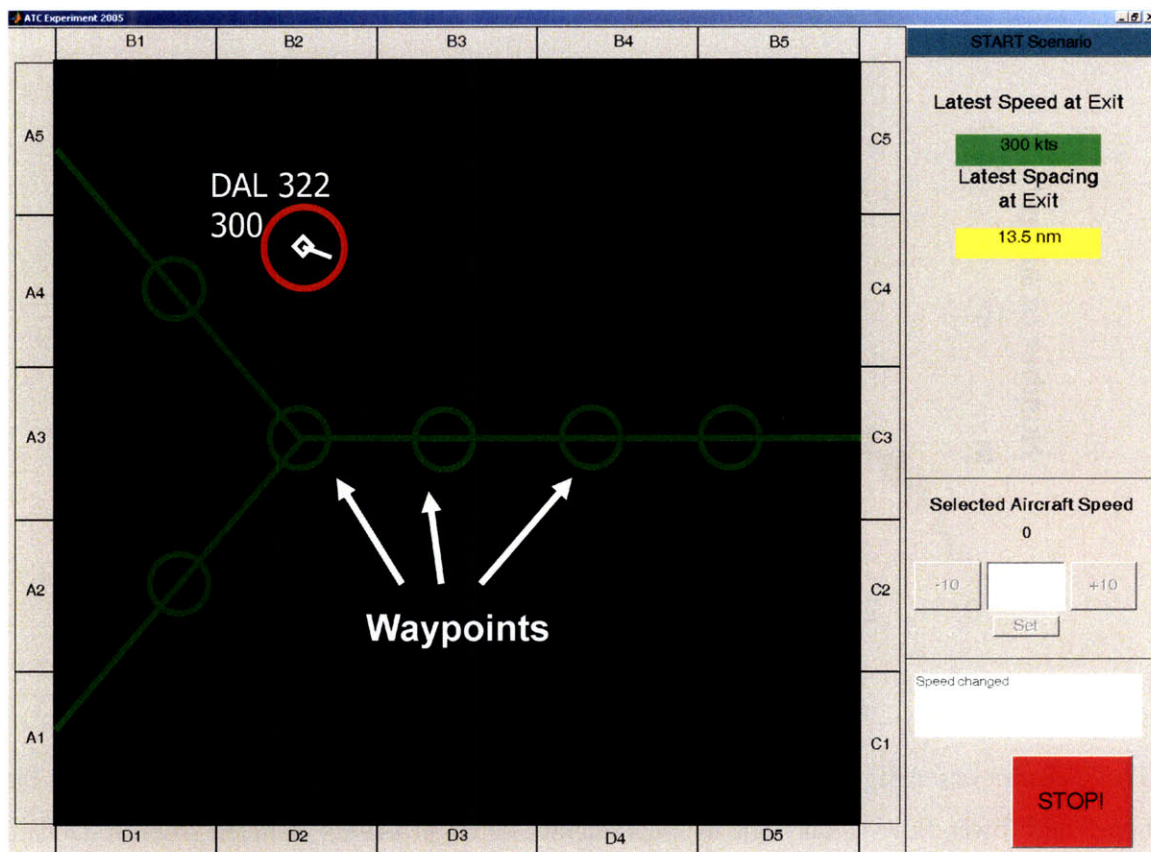 ATC Experiment 2005
B1 B2 B3 B4 B5
START Scenario
A5
A4
A3
A2
A1
DAL 322
300
Waypoints
C5
C4
C3
C2
C1
D1 D2 D3 D4 D5
Latest Speed at Exit
300 kts
Latest Spacing
at Exit
13.5 nm
Selected Aircraft Speed
0
-10 +10
Set
Speed changed
STOP!